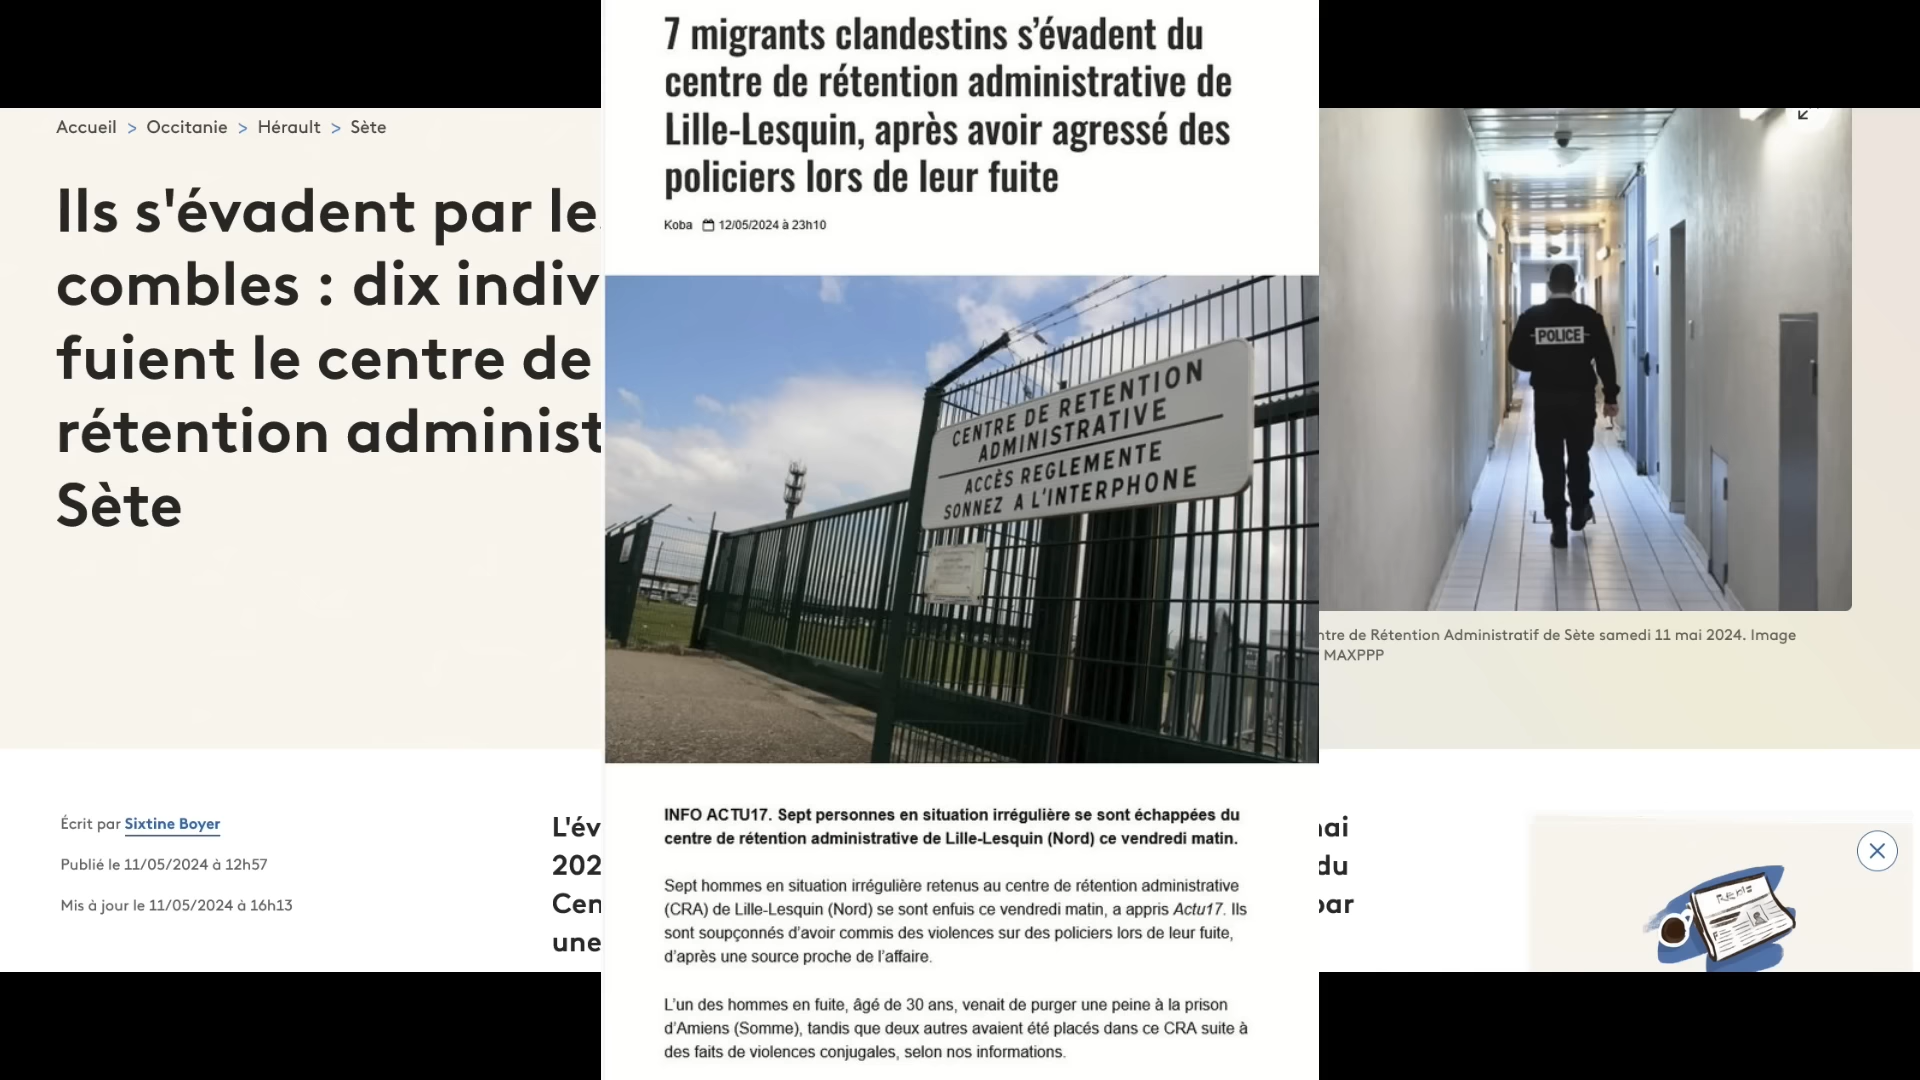 Accueil > Occitanie > Hérault > Sète
Ils s'évadent par le
combles : dix indiv
fuient le centre de
rétention administ
Sète
Écrit par Sixtine Boyer
Publié le 11/05/2024 à 12h57
Mis à jour le 11/05/2024 à 16h13
L'év
202
Cen
une
7 migrants clandestins s’évadent du
centre de rétention administrative de
Lille-Lesquin, après avoir agressé des
policiers lors de leur fuite
Koba 12/05/2024 à 23h10
CENTRE DE RETENTION
ADMINISTRATIVE
ACCÈS REGLEMENTE
SONNEZ A L'INTERPHONE
INFO ACTU17. Sept personnes en situation irrégulière se sont échappées du
centre de rétention administrative de Lille-Lesquin (Nord) ce vendredi matin.
Sept hommes en situation irrégulière retenus au centre de rétention administrative
(CRA) de Lille-Lesquin (Nord) se sont enfuis ce vendredi matin, a appris Actu17. Ils
sont soupçonnés d’avoir commis des violences sur des policiers lors de leur fuite,
d’après une source proche de l’affaire.
L’un des hommes en fuite, âgé de 30 ans, venait de purger une peine à la prison
d’Amiens (Somme), tandis que deux autres avaient été placés dans ce CRA suite à
des faits de violences conjugales, selon nos informations.
POLICE
ntre de Rétention Administratif de Sète samedi 11 mai 2024. Image
MAXPPP
ai
du
par